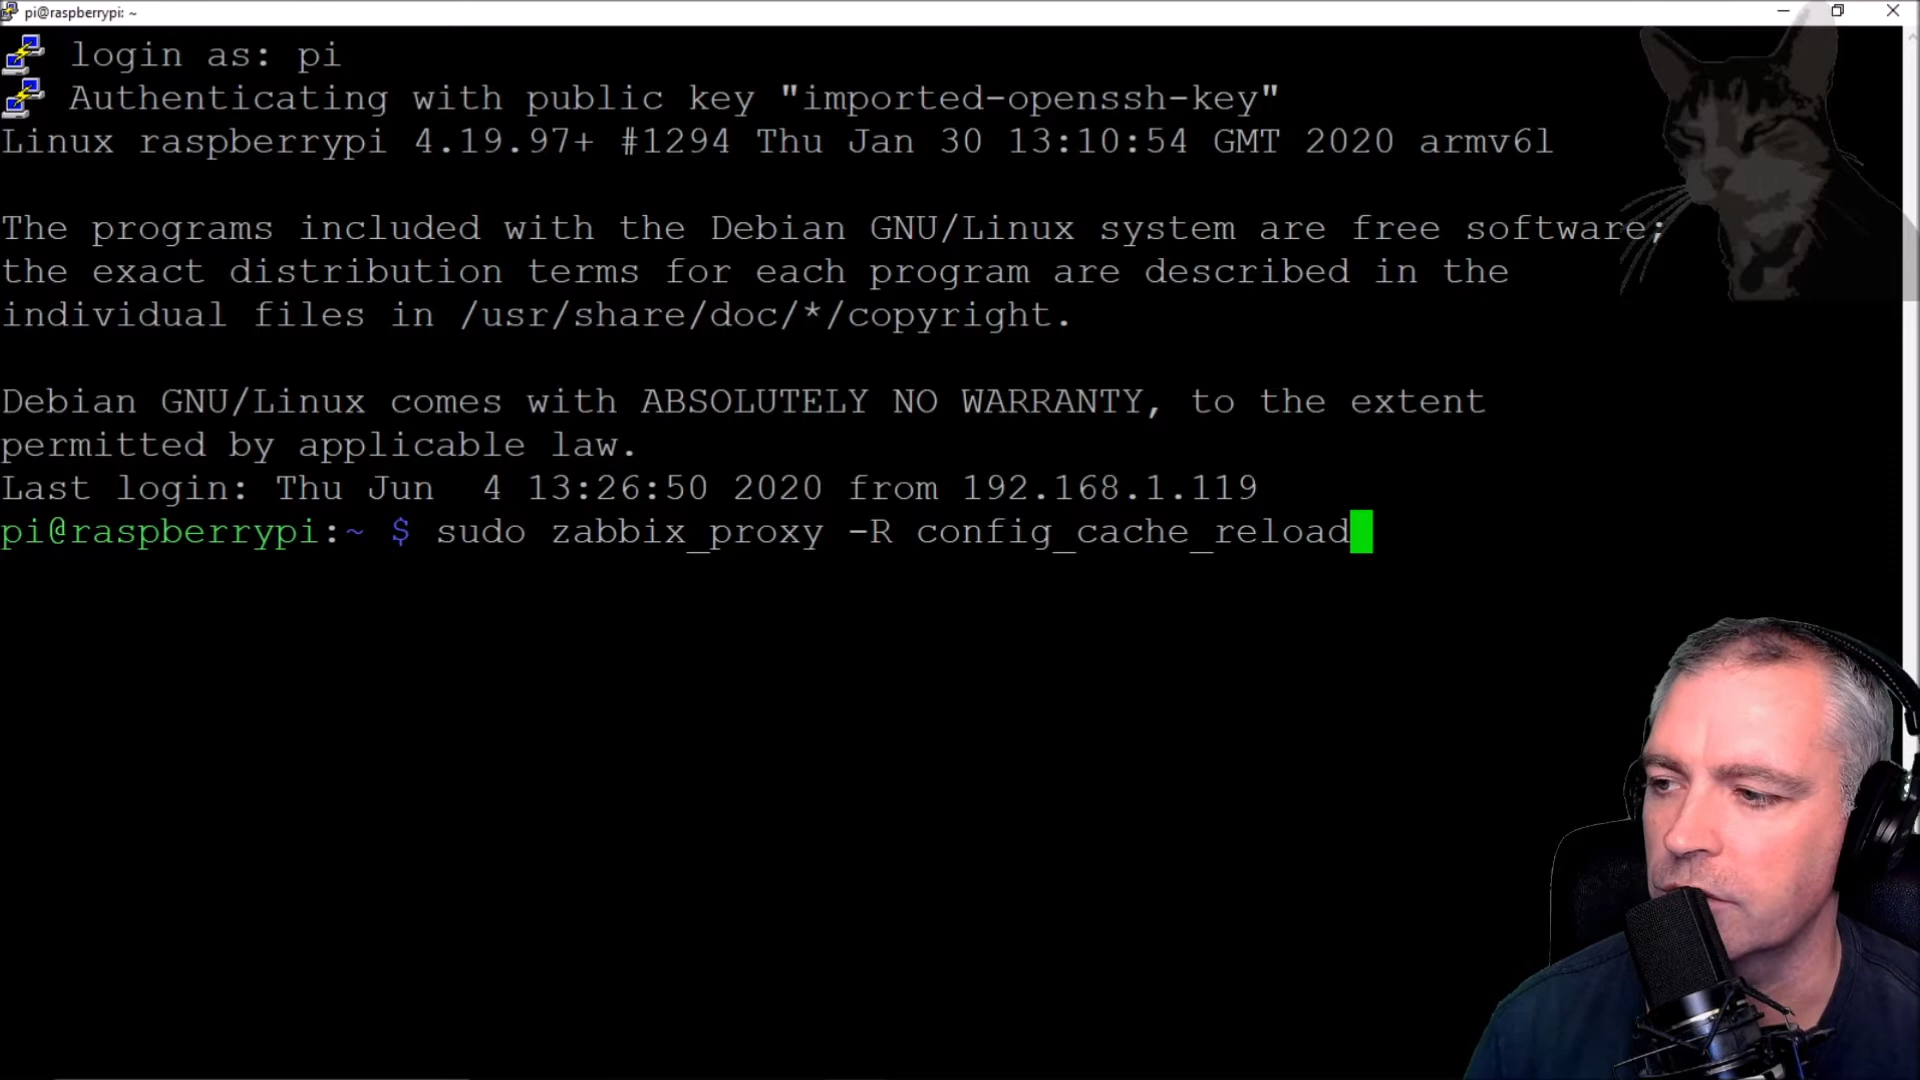 pi@raspberrypi: ~
login as: pi
Authenticating with public key "imported-openssh-key"
Linux raspberrypi 4.19.97+ #1294 Thu Jan 30 13:10:54 GMT 2020 armv6l
The programs included with the Debian GNU/Linux system are free software;
the exact distribution terms for each program are described in the
individual files in /usr/share/doc/*/copyright.
Debian GNU/Linux comes with ABSOLUTELY NO WARRANTY, to the extent
permitted by applicable law.
Last login: Thu Jun  4 13:26:50 2020 from 192.168.1.119
pi@raspberrypi:~ $ sudo zabbix_proxy -R config_cache_reload